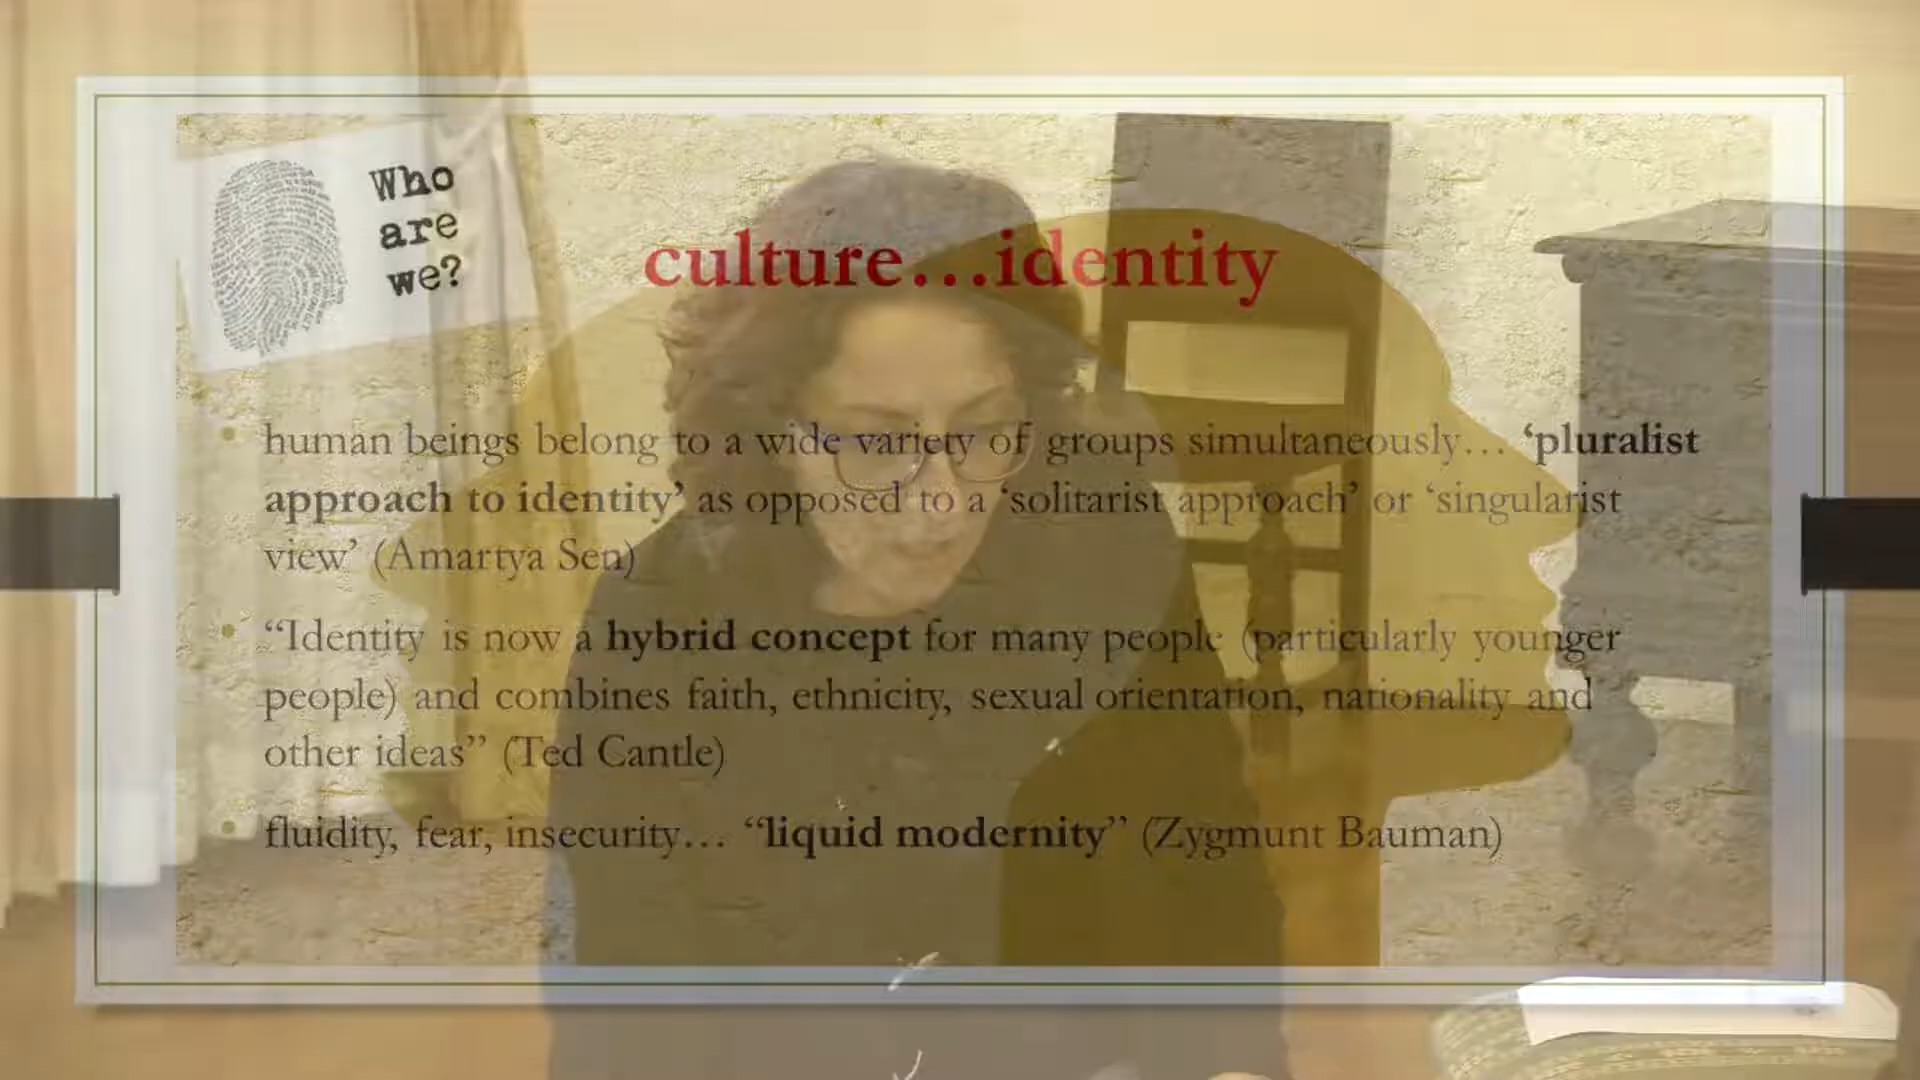 Who
are
we?
culture…identity
• human beings belong to a wide variety of groups simultaneously… ‘pluralist
approach to identity’ as opposed to a ‘solitarist approach’ or ‘singularist
view’ (Amartya Sen)
• “Identity is now a hybrid concept for many people (particularly younger
people) and combines faith, ethnicity, sexual orientation, nationality and
other ideas” (Ted Cantle)
• fluidity, fear, insecurity… “liquid modernity” (Zygmunt Bauman)